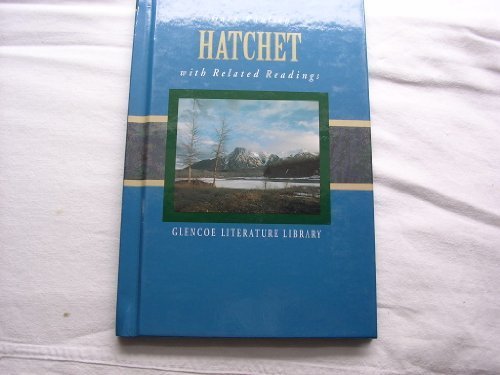 HATCHET
with Related Readings
GLENCOE LITERATURE LIBRARY